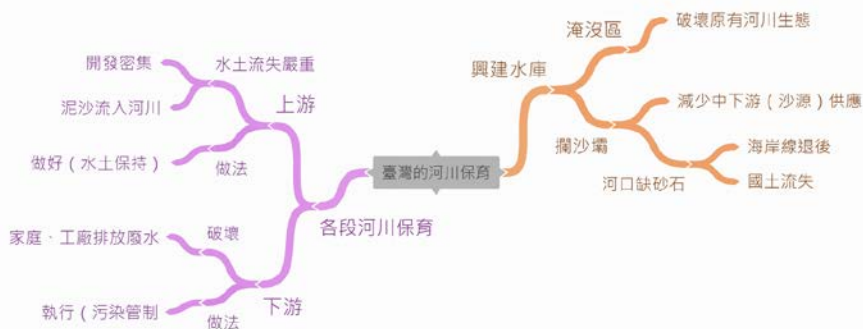 臺灣的河川保育
興建水庫
淹沒區
破壞原有河川生態
攔沙壩
減少中下游（沙源）供應
河口缺砂石
海岸線退後
國土流失
各段河川保育
上游
水土流失嚴重
開發密集
泥沙流入河川
做法
做好（水土保持）
下游
破壞
家庭、工廠排放廢水
做法
執行（污染管制